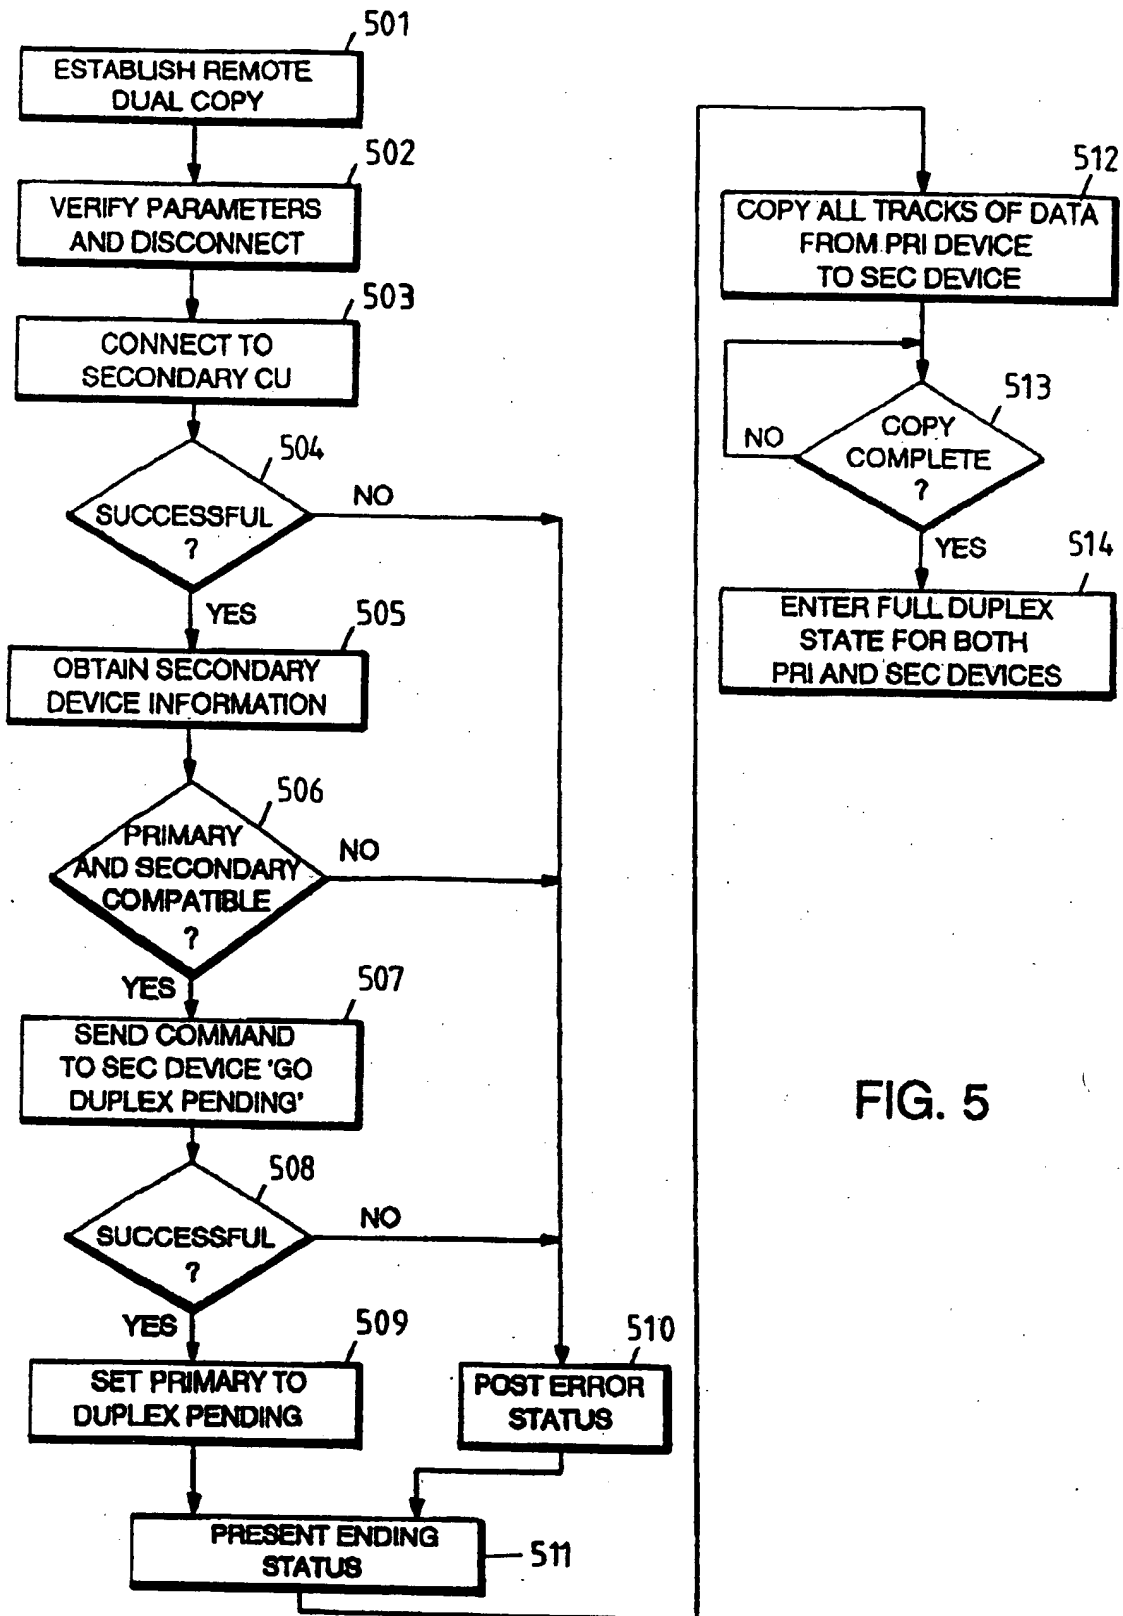 501
ESTABLISH REMOTE
DUAL COPY
502
VERIFY PARAMETERS
AND DISCONNECT
503
CONNECT TO
SECONDARY CU
504
SUCCESSFUL
?
NO
YES
505
OBTAIN SECONDARY
DEVICE INFORMATION
506
PRIMARY
AND SECONDARY
COMPATIBLE
?
NO
YES
507
SEND COMMAND
TO SEC DEVICE 'GO
DUPLEX PENDING'
508
SUCCESSFUL
?
NO
YES
509
SET PRIMARY TO
DUPLEX PENDING
510
POST ERROR
STATUS
PRESENT ENDING
STATUS
511
512
COPY ALL TRACKS OF DATA
FROM PRI DEVICE
TO SEC DEVICE
513
COPY
COMPLETE
?
NO
YES
514
ENTER FULL DUPLEX
STATE FOR BOTH
PRI AND SEC DEVICES
FIG. 5